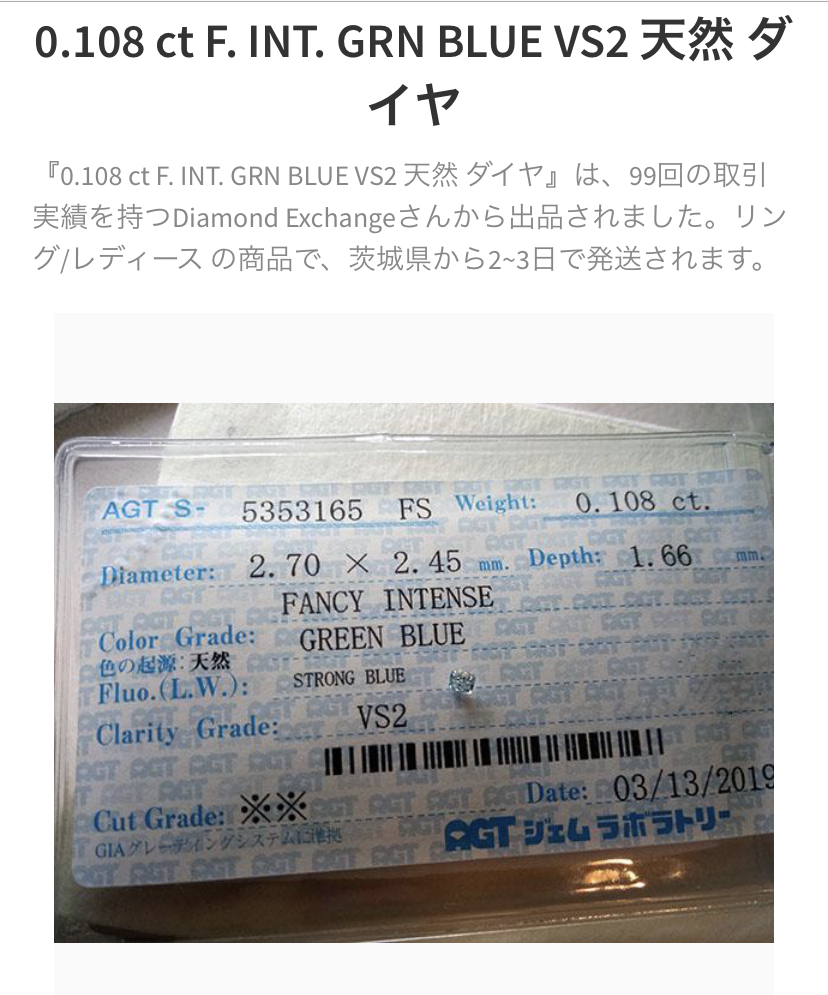 0.108 ct F. INT. GRN BLUE VS2 天然 ダ
イヤ
『0.108 ct F. INT. GRN BLUE VS2 天然 ダイヤ』は、99回の取引
実績を持つDiamond Exchangeさんから出品されました。リン
グ/レディース の商品で、茨城県から2~3日で発送されます。
AGT S- 5353165 FS Weight: 0.108 ct.
Diameter: 2.70 × 2.45 mm. Depth: 1.66 mm.
FANCY INTENSE
Color Grade: GREEN BLUE
色の起源:天然
Fluo.(L.W.): STRONG BLUE
Clarity Grade: VS2
Date: 03/13/2019
Cut Grade: ※※
GIAグレーディングシステムに準拠
AGT ジェムラボラトリー